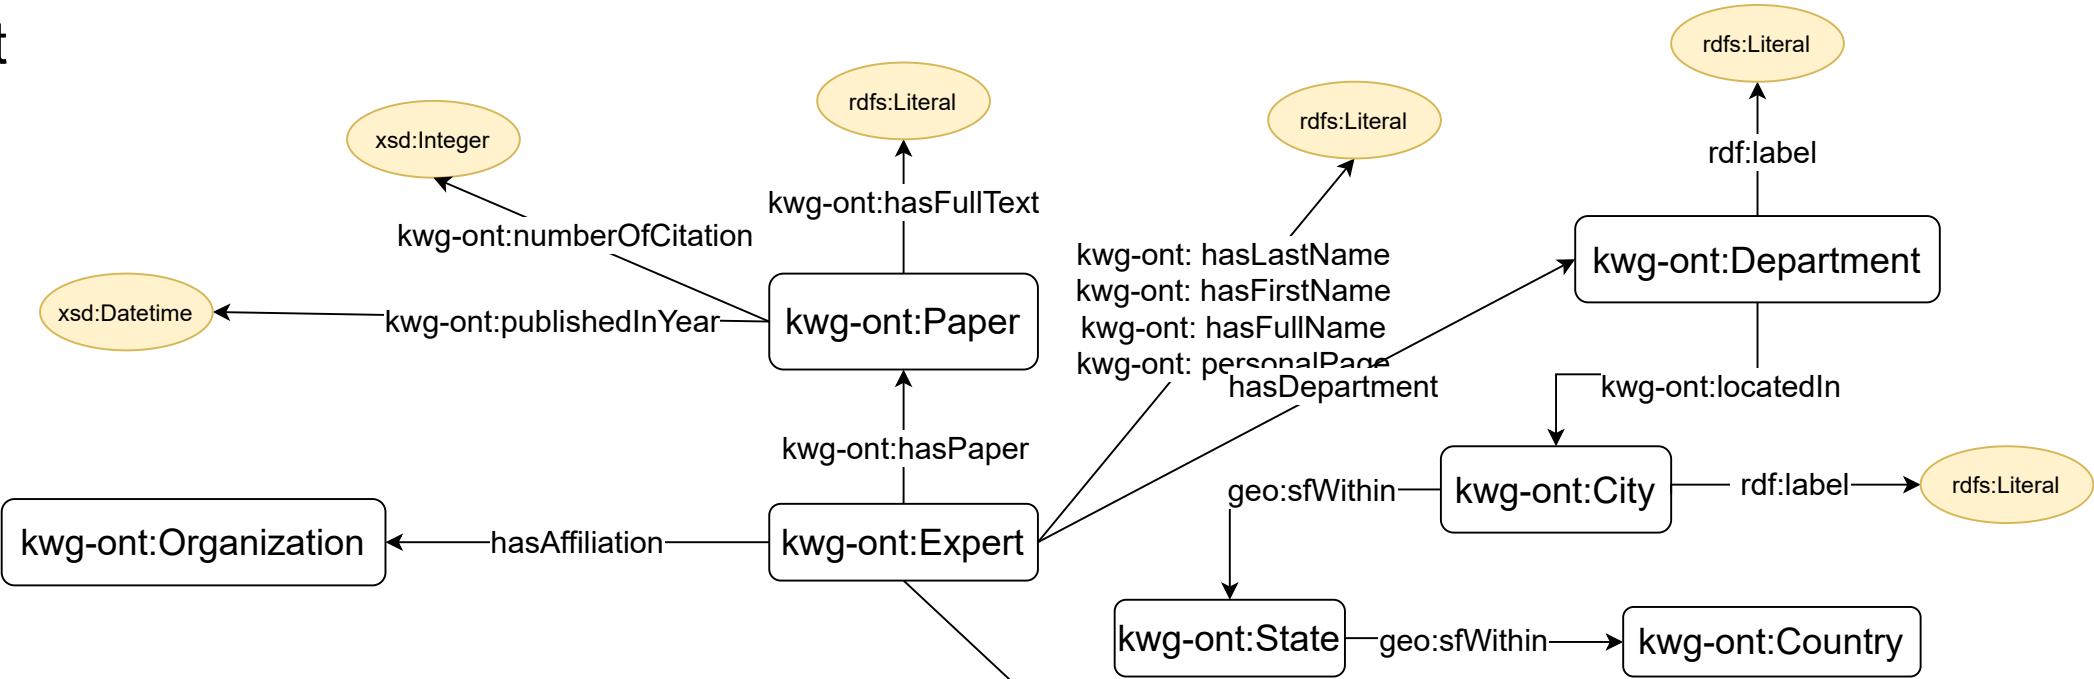 t
rdfs:Literal
rdfs:Literal
rdfs:Literal
xsd:Integer
rdf:label
kwg-ont:hasFullText
kwg-ont:numberOfCitation
kwg-ont: hasLastName
kwg-ont: hasFirstName
kwg-ont: hasFullName
kwg-ont: personalPage
kwg-ont:Department
xsd:Datetime
kwg-ont:publishedInYear
kwg-ont:Paper
hasDepartment
kwg-ont:locatedIn
kwg-ont:hasPaper
geo:sfWithin
kwg-ont:City
rdf:label
rdfs:Literal
kwg-ont:Organization
hasAffiliation
kwg-ont:Expert
kwg-ont:State
geo:sfWithin
kwg-ont:Country